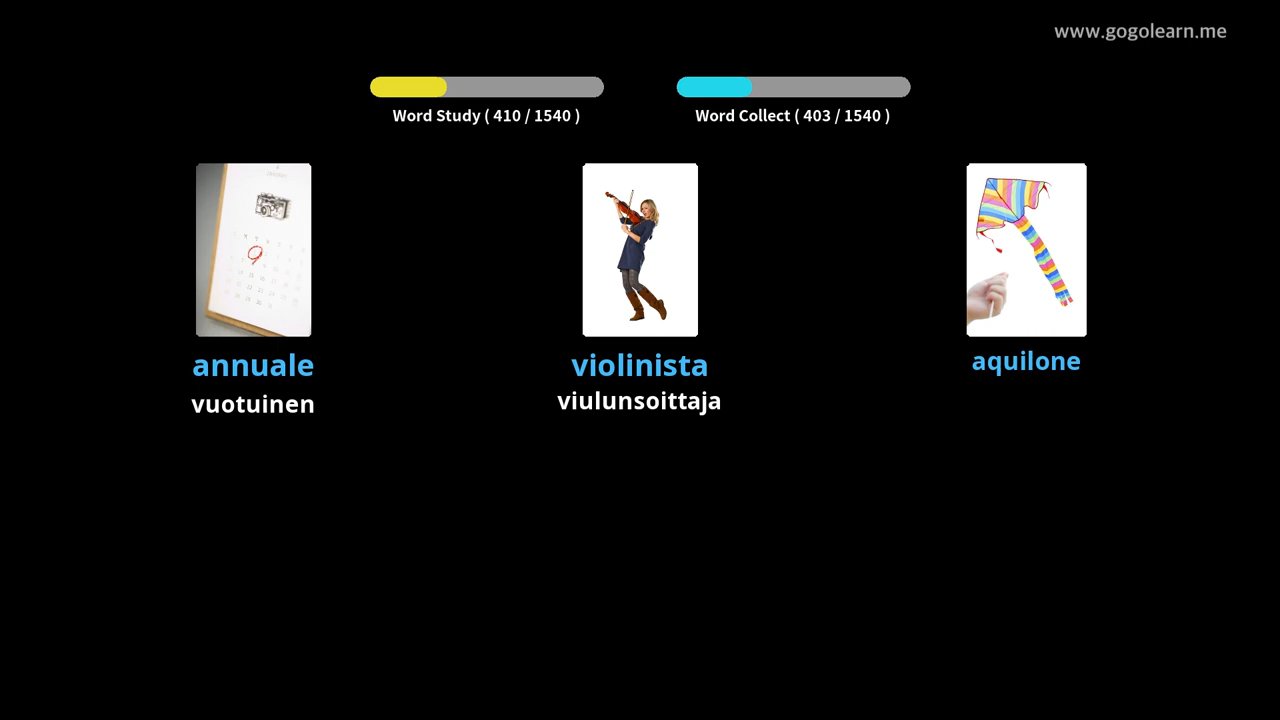 www.gogolearn.me
Word Study ( 410 / 1540 )
Word Collect ( 403 / 1540 )
annuale
vuotuinen
violinista
viulunsoittaja
aquilone